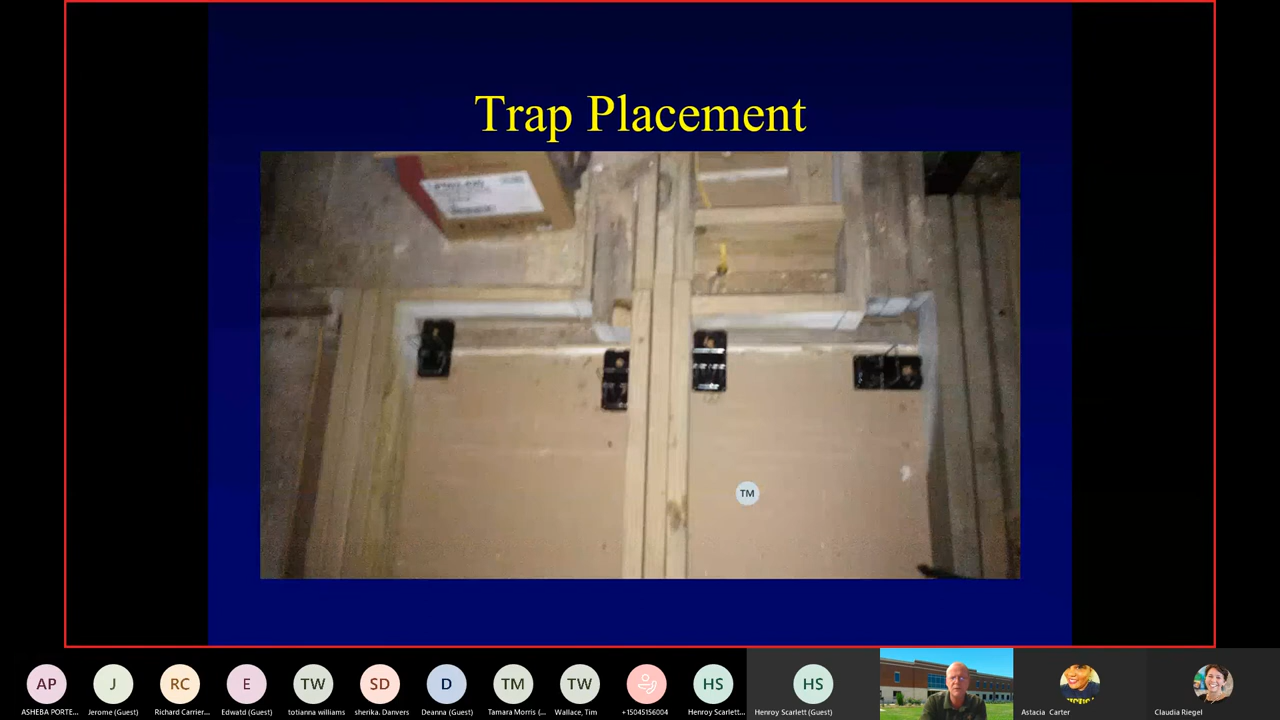 Trap Placement
TM
AP
J
RC
E
TW
SD
D
TM
TW
HS
HS
ASHEBA PORTE...
Jerome (Guest)
Richard Carrier...
Edwatd (Guest)
totianna williams
sherika. Danvers
Deanna (Guest)
Tamara Morris (...
Wallace, Tim
+15045156004
Henroy Scarlett...
Henroy Scarlett (Guest)
Astacia Carter
Claudia Riegel